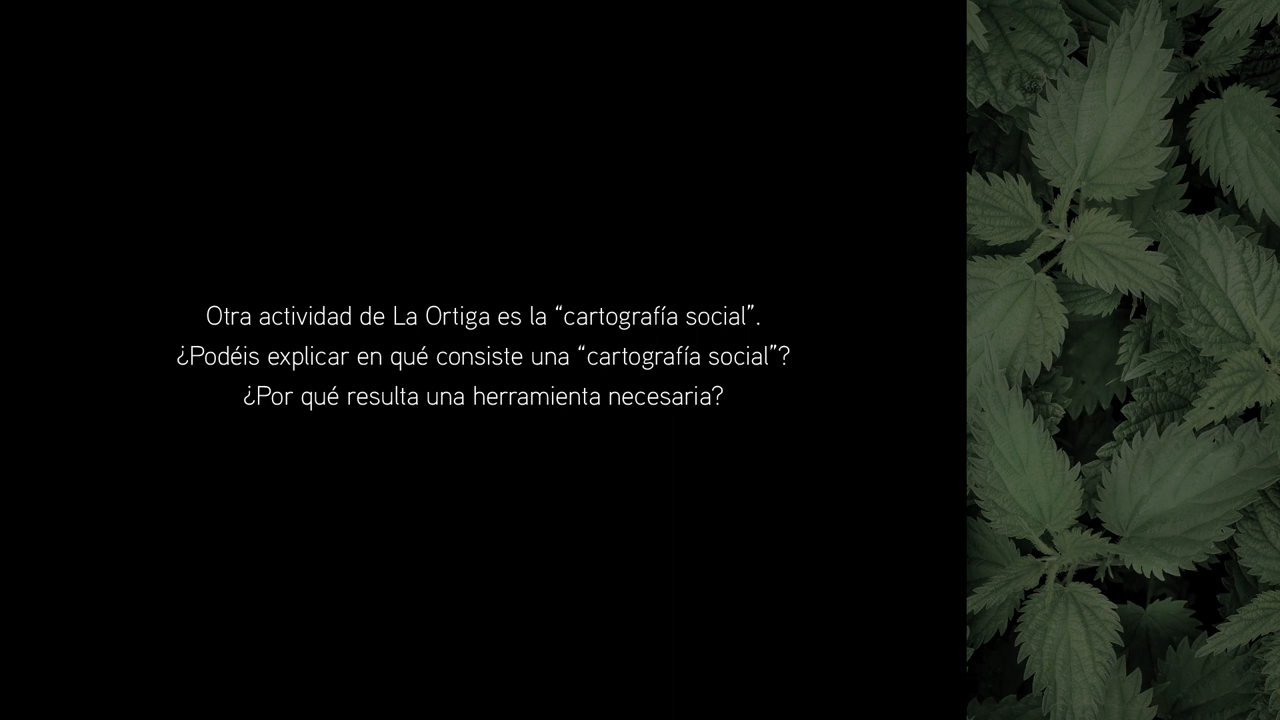 Otra actividad de La Ortiga es la “cartografía social”.
¿Podéis explicar en qué consiste una “cartografía social”?
¿Por qué resulta una herramienta necesaria?